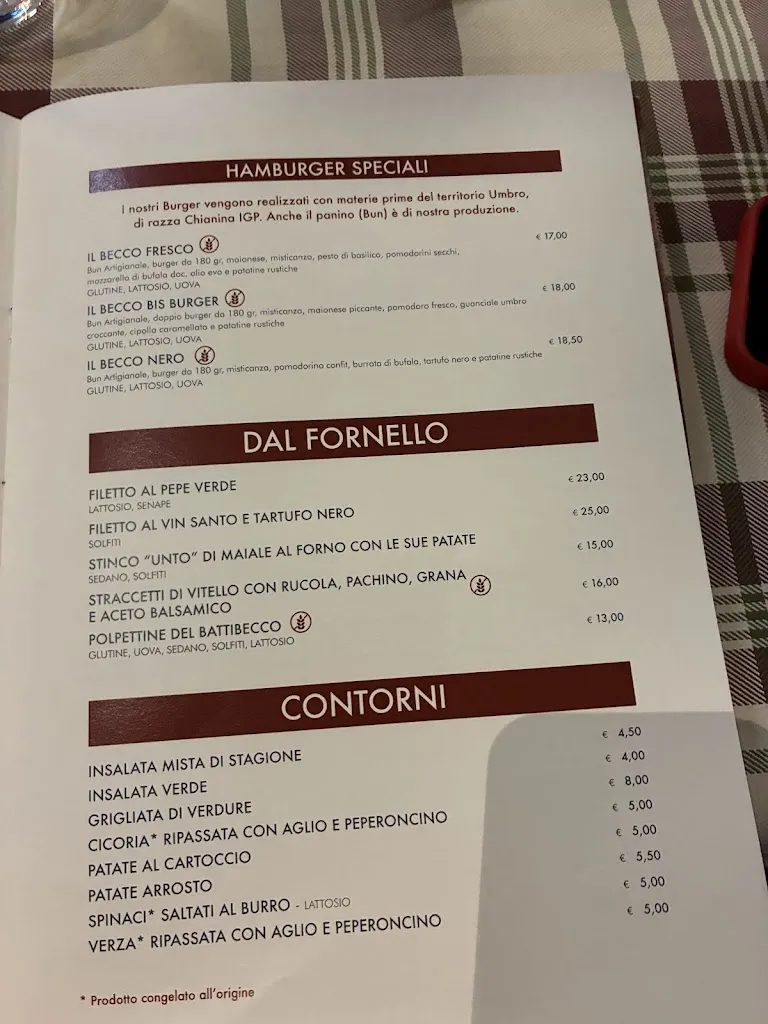 HAMBURGER SPECIALI
I nostri Burger vengono realizzati con materie prime del territorio Umbro,
di razza Chianina IGP. Anche il panino (Bun) è di nostra produzione.
IL BECCO FRESCO € 17,00
Bun Artigianale, burger da 180 gr, maionese, misticanza, pesto di basilico, pomodorini secchi,
mozzarella di bufala doc, olio evo e patatine rustiche
GLUTINE, LATTOSIO, UOVA
IL BECCO BIS BURGER € 18,00
Bun Artigianale, doppio burger da 180 gr, misticanza, maionese piccante, pomodoro fresco, guanciale umbro
croccante, cipolla caramellata e patatine rustiche
GLUTINE, LATTOSIO, UOVA
IL BECCO NERO € 18,50
Bun Artigianale, burger da 180 gr, misticanza, pomodorino confit, burrata di bufala, tartufo nero e patatine rustiche
GLUTINE, LATTOSIO, UOVA
DAL FORNELLO
FILETTO AL PEPE VERDE € 23,00
LATTOSIO, SENAPE
FILETTO AL VIN SANTO E TARTUFO NERO € 25,00
SOLFITI
STINCO “UNTO” DI MAIALE AL FORNO CON LE SUE PATATE € 15,00
SEDANO, SOLFITI
STRACCETTI DI VITELLO CON RUCOLA, PACHINO, GRANA € 16,00
E ACETO BALSAMICO
POLPETTINE DEL BATTIBECCO € 13,00
GLUTINE, UOVA, SEDANO, SOLFITI, LATTOSIO
CONTORNI
INSALATA MISTA DI STAGIONE € 4,50
INSALATA VERDE € 4,00
GRIGLIATA DI VERDURE € 8,00
CICORIA* RIPASSATA CON AGLIO E PEPERONCINO € 5,00
PATATE AL CARTOCCIO € 5,00
PATATE ARROSTO € 5,50
SPINACI* SALTATI AL BURRO - LATTOSIO € 5,00
VERZA* RIPASSATA CON AGLIO E PEPERONCINO € 5,00
* Prodotto congelato all'origine